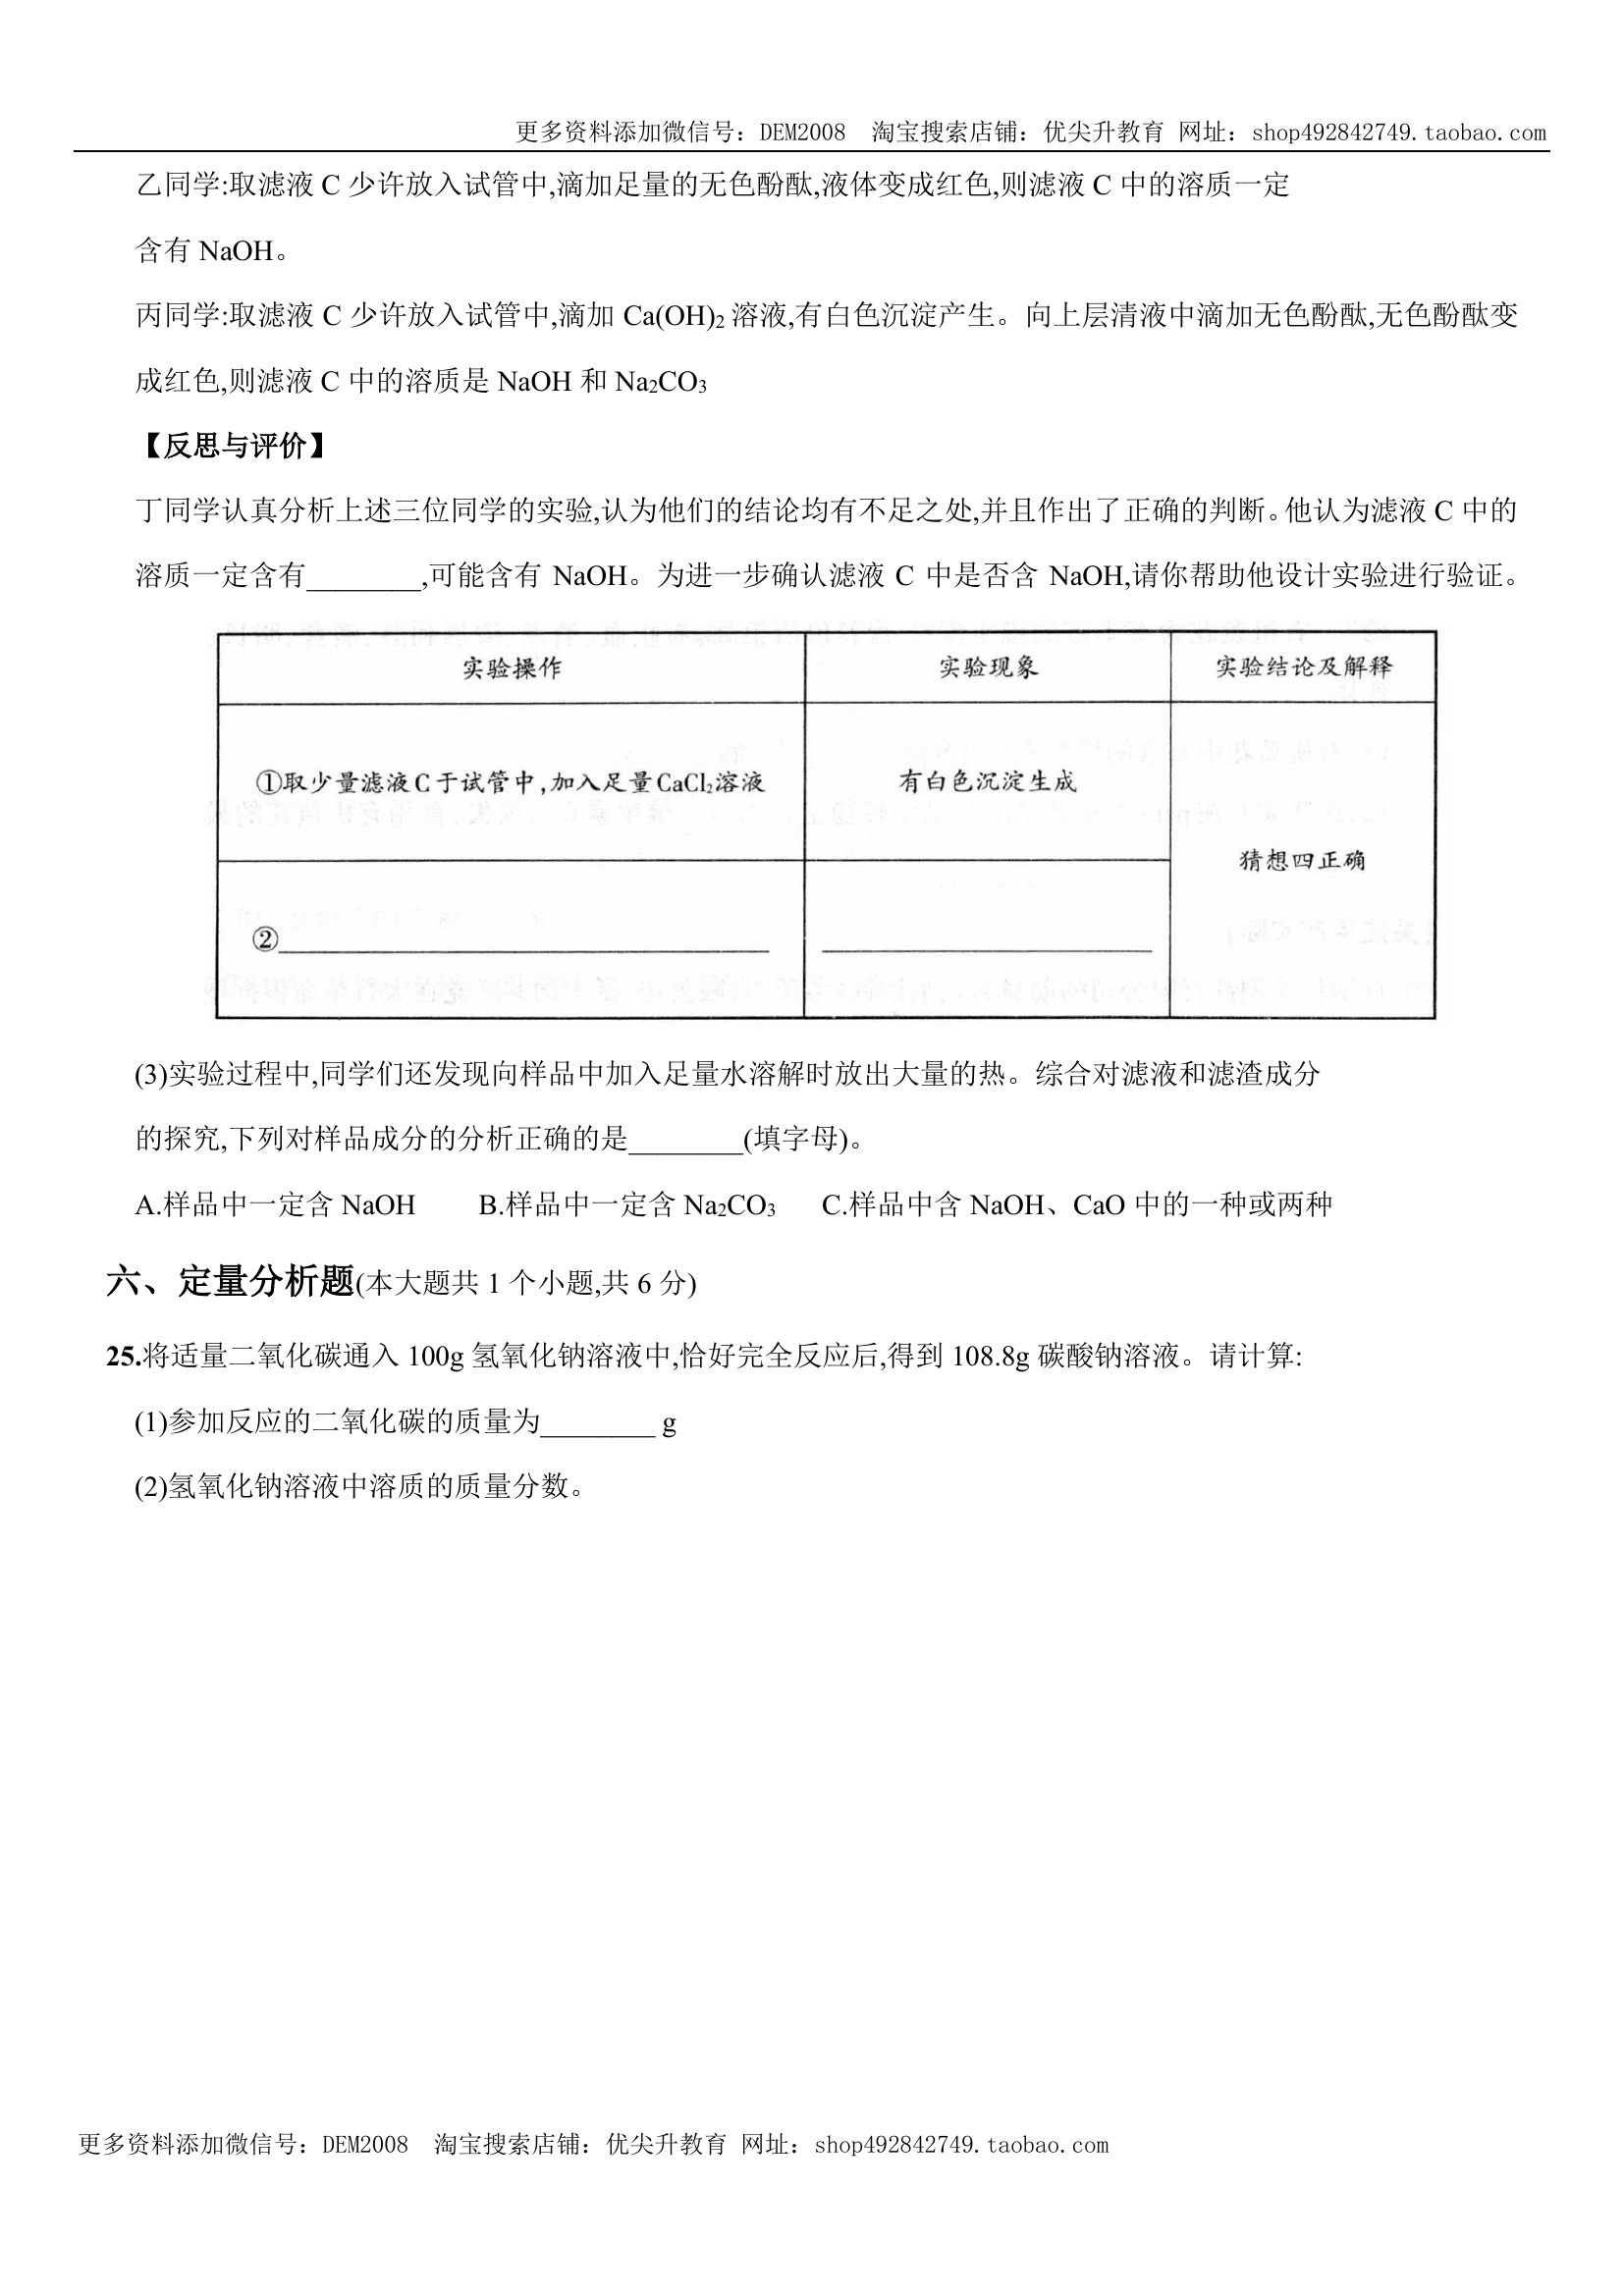 更多资料添加微信号：DEM2008 淘宝搜索店铺：优尖升教育 网址：shop492842749.taobao.com
乙同学:取滤液 C 少许放入试管中,滴加足量的无色酚酞,液体变成红色,则滤液 C 中的溶质一定
含有 NaOH。
丙同学:取滤液 C 少许放入试管中,滴加 Ca(OH)₂ 溶液,有白色沉淀产生。向上层清液中滴加无色酚酞,无色酚酞变
成红色,则滤液 C 中的溶质是 NaOH 和 Na₂CO₃
【反思与评价】
丁同学认真分析上述三位同学的实验,认为他们的结论均有不足之处,并且作出了正确的判断。他认为滤液 C 中的
溶质一定含有________,可能含有 NaOH。为进一步确认滤液 C 中是否含 NaOH,请你帮助他设计实验进行验证。
实验操作 实验现象 实验结论及解释
①取少量滤液C于试管中,加入足量CaCl₂溶液 有白色沉淀生成
猜想四正确
②________ ________
(3)实验过程中,同学们还发现向样品中加入足量水溶解时放出大量的热。综合对滤液和滤渣成分
的探究,下列对样品成分的分析正确的是________(填字母)。
A.样品中一定含 NaOH B.样品中一定含 Na₂CO₃ C.样品中含 NaOH、CaO 中的一种或两种
六、定量分析题(本大题共 1 个小题,共 6 分)
25.将适量二氧化碳通入 100g 氢氧化钠溶液中,恰好完全反应后,得到 108.8g 碳酸钠溶液。请计算:
(1)参加反应的二氧化碳的质量为________ g
(2)氢氧化钠溶液中溶质的质量分数。
更多资料添加微信号：DEM2008 淘宝搜索店铺：优尖升教育 网址：shop492842749.taobao.com